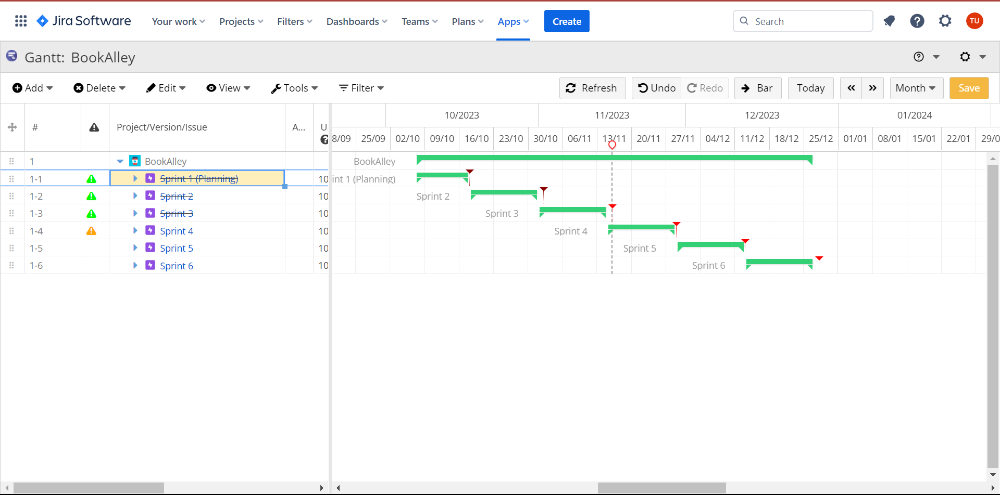 Jira Software Your work Projects Filters Dashboards Teams Plans Apps Create Search TU
Gantt: BookAlley
Add Delete Edit View Tools Filter Refresh Undo Redo Bar Today Month Save
# Project/Version/Issue A... U.
10/2023 11/2023 12/2023 01/2024
8/09 25/09 02/10 09/10 16/10 23/10 30/10 06/11 13/11 20/11 27/11 04/12 11/12 18/12 25/12 01/01 08/01 15/01 22/01 29/0
1 BookAlley BookAlley
1-1 Sprint 1 (Planning) 10 int 1 (Planning)
1-2 Sprint 2 10 Sprint 2
1-3 Sprint 3 10 Sprint 3
1-4 Sprint 4 10 Sprint 4
1-5 Sprint 5 10 Sprint 5
1-6 Sprint 6 10 Sprint 6